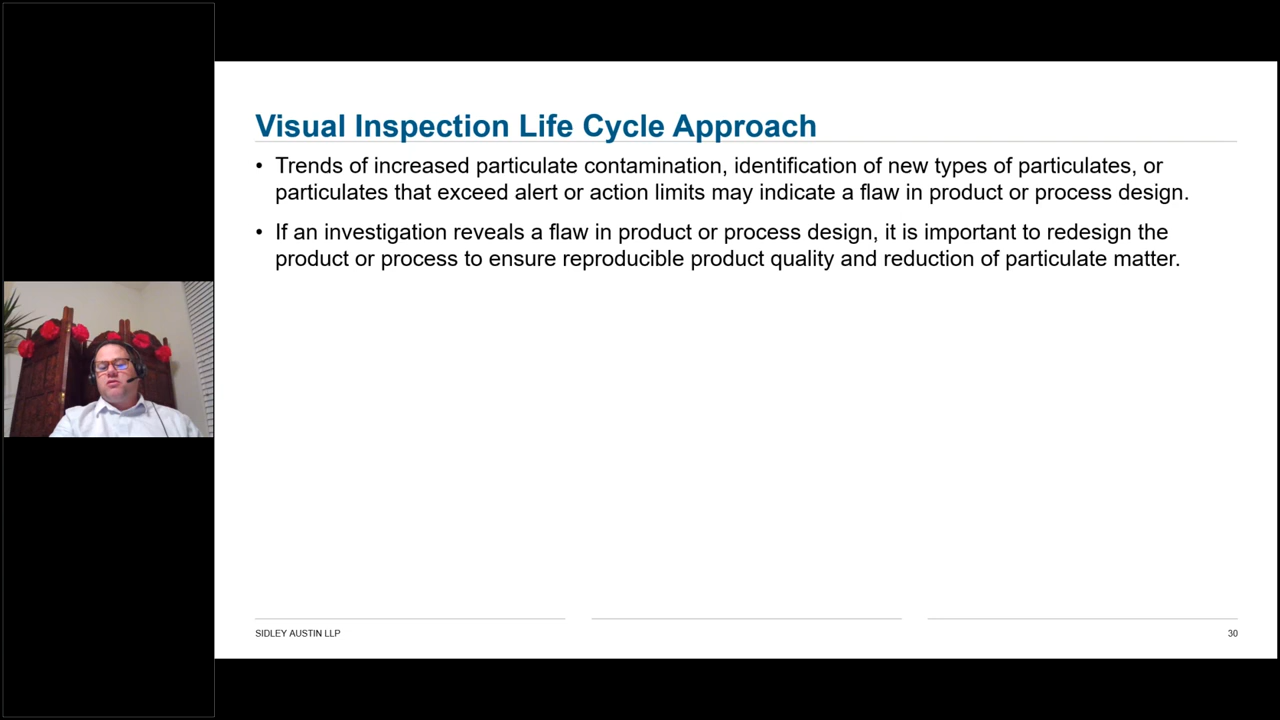 Visual Inspection Life Cycle Approach
• Trends of increased particulate contamination, identification of new types of particulates, or
particulates that exceed alert or action limits may indicate a flaw in product or process design.
• If an investigation reveals a flaw in product or process design, it is important to redesign the
product or process to ensure reproducible product quality and reduction of particulate matter.
SIDLEY AUSTIN LLP
30